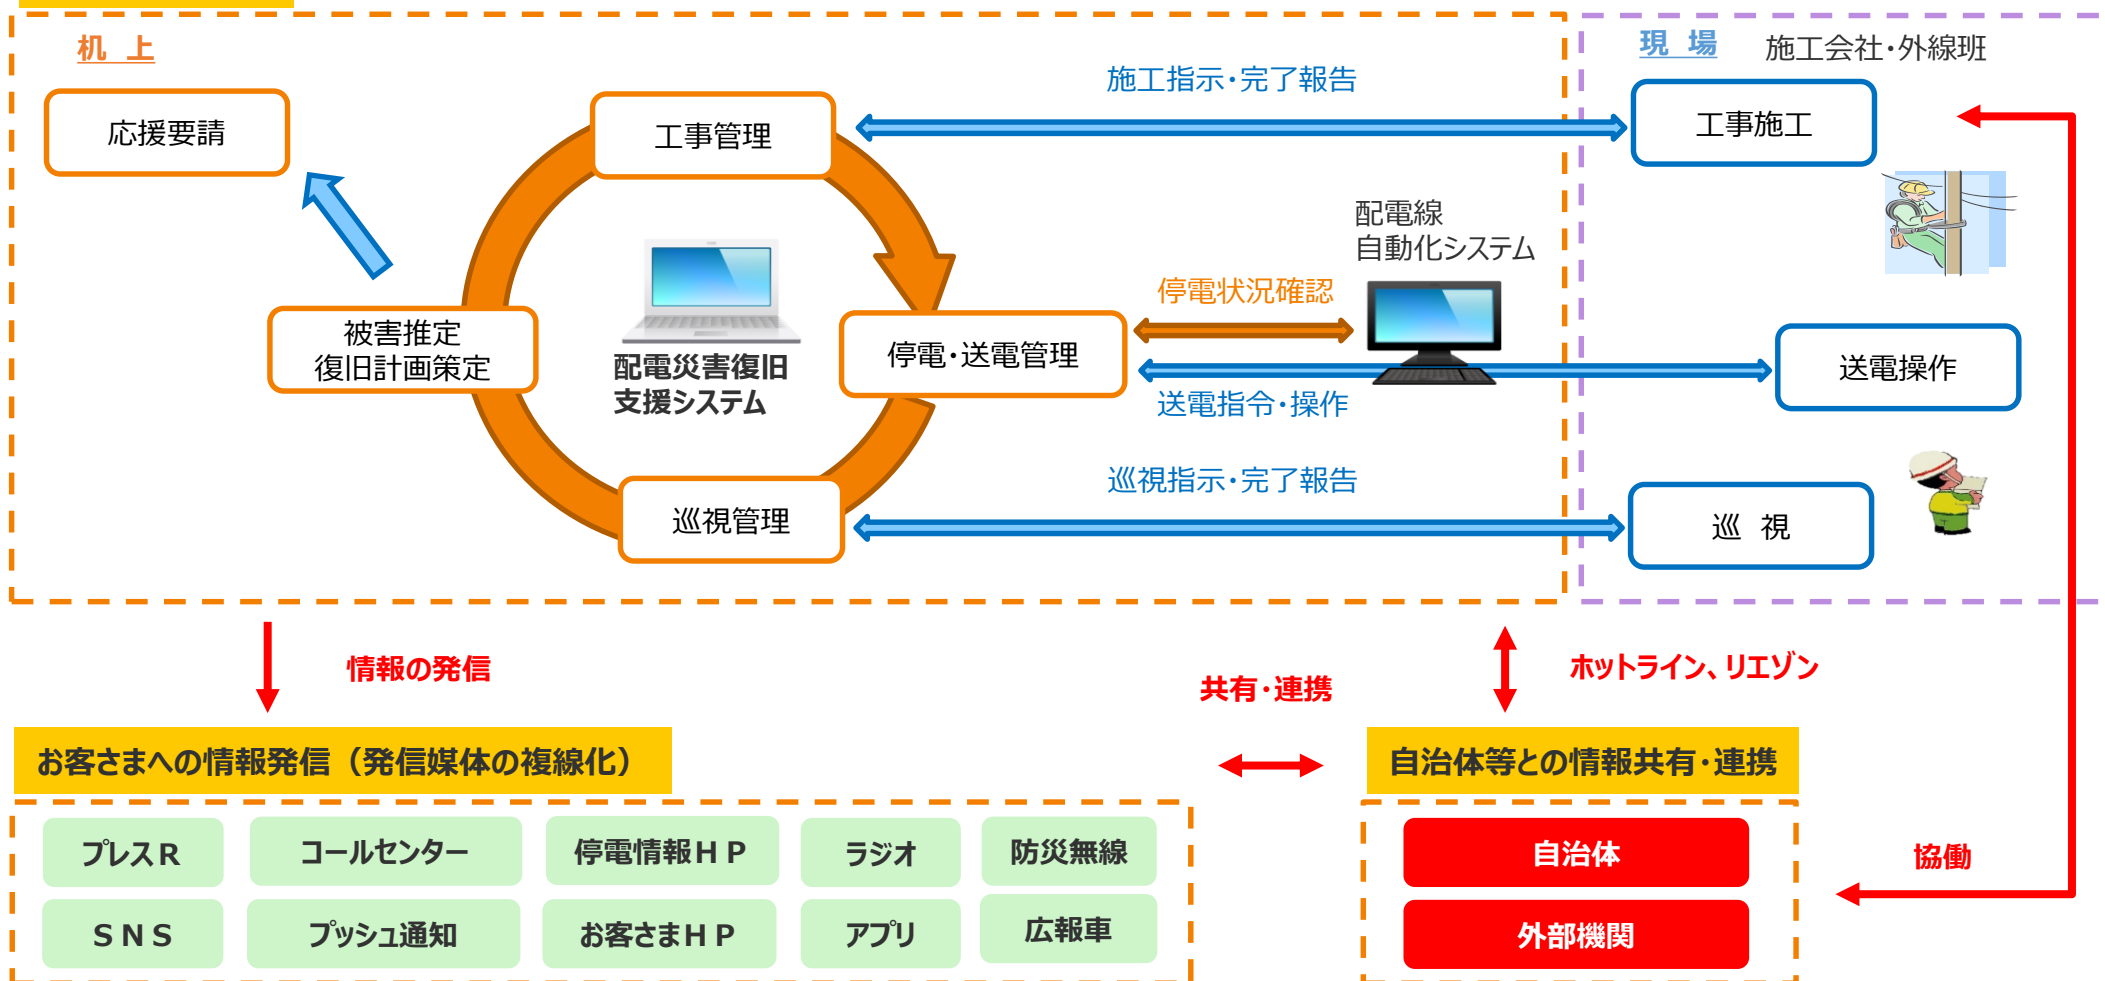 机 上
現 場
施工会社・外線班
施工指示・完了報告
応援要請
工事管理
工事施工
配電線
自動化システム
停電状況確認
被害推定
復旧計画策定
配電災害復旧
支援システム
停電・送電管理
送電操作
送電指令・操作
巡視指示・完了報告
巡視管理
巡 視
情報の発信
共有・連携
ホットライン、リエゾン
お客さまへの情報発信（発信媒体の複線化）
自治体等との情報共有・連携
プレスＲ
コールセンター
停電情報ＨＰ
ラジオ
防災無線
自治体
協働
ＳＮＳ
プッシュ通知
お客さまＨＰ
アプリ
広報車
外部機関